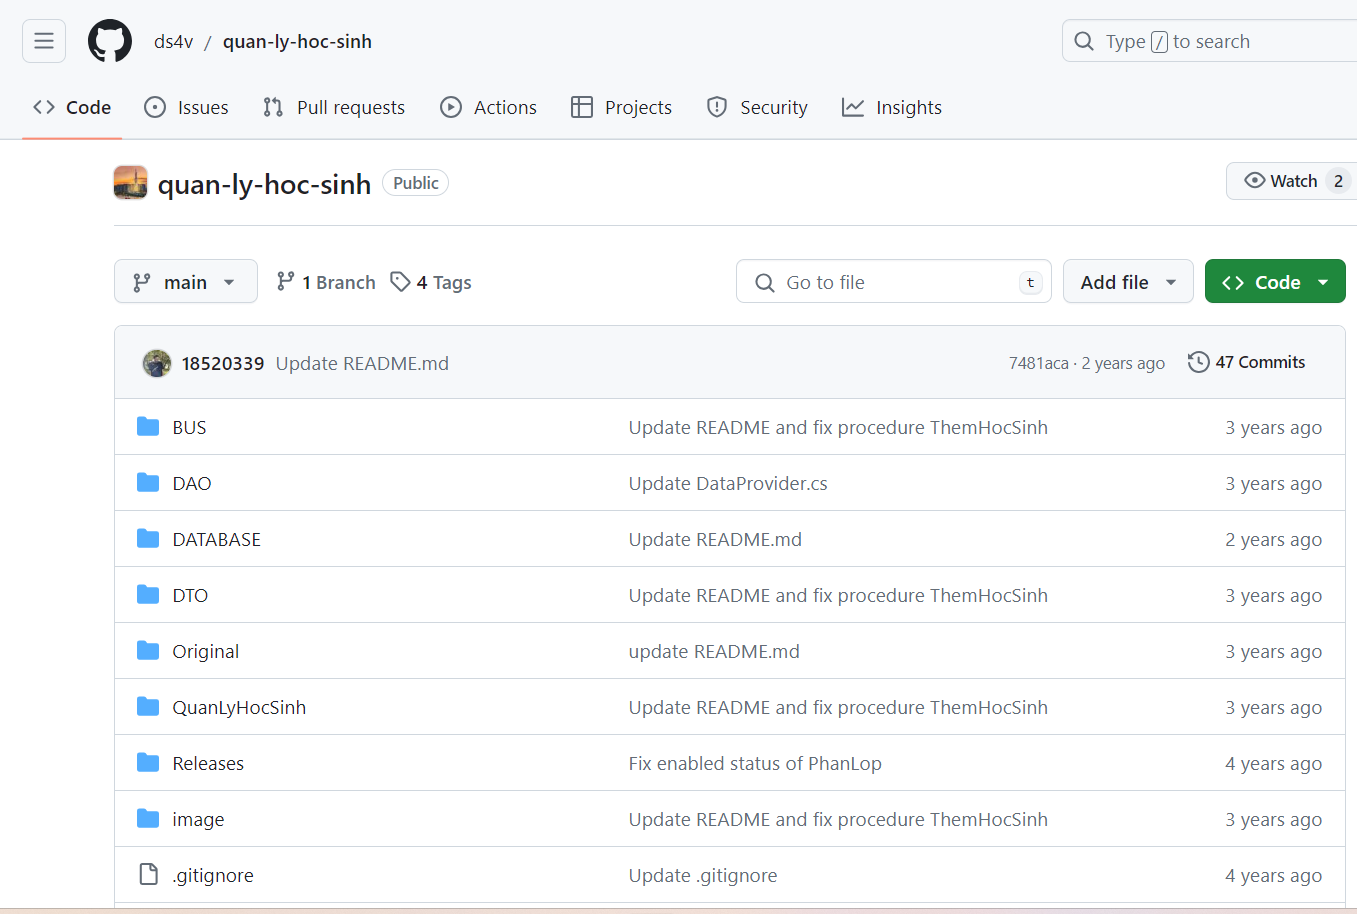 ds4v / quan-ly-hoc-sinh
Type / to search
Code Issues Pull requests Actions Projects Security Insights
quan-ly-hoc-sinh Public
Watch 2
main 1 Branch 4 Tags
Go to file t
Add file
Code
18520339 Update README.md 7481aca · 2 years ago 47 Commits
BUS Update README and fix procedure ThemHocSinh 3 years ago
DAO Update DataProvider.cs 3 years ago
DATABASE Update README.md 2 years ago
DTO Update README and fix procedure ThemHocSinh 3 years ago
Original update README.md 3 years ago
QuanLyHocSinh Update README and fix procedure ThemHocSinh 3 years ago
Releases Fix enabled status of PhanLop 4 years ago
image Update README and fix procedure ThemHocSinh 3 years ago
.gitignore Update .gitignore 4 years ago